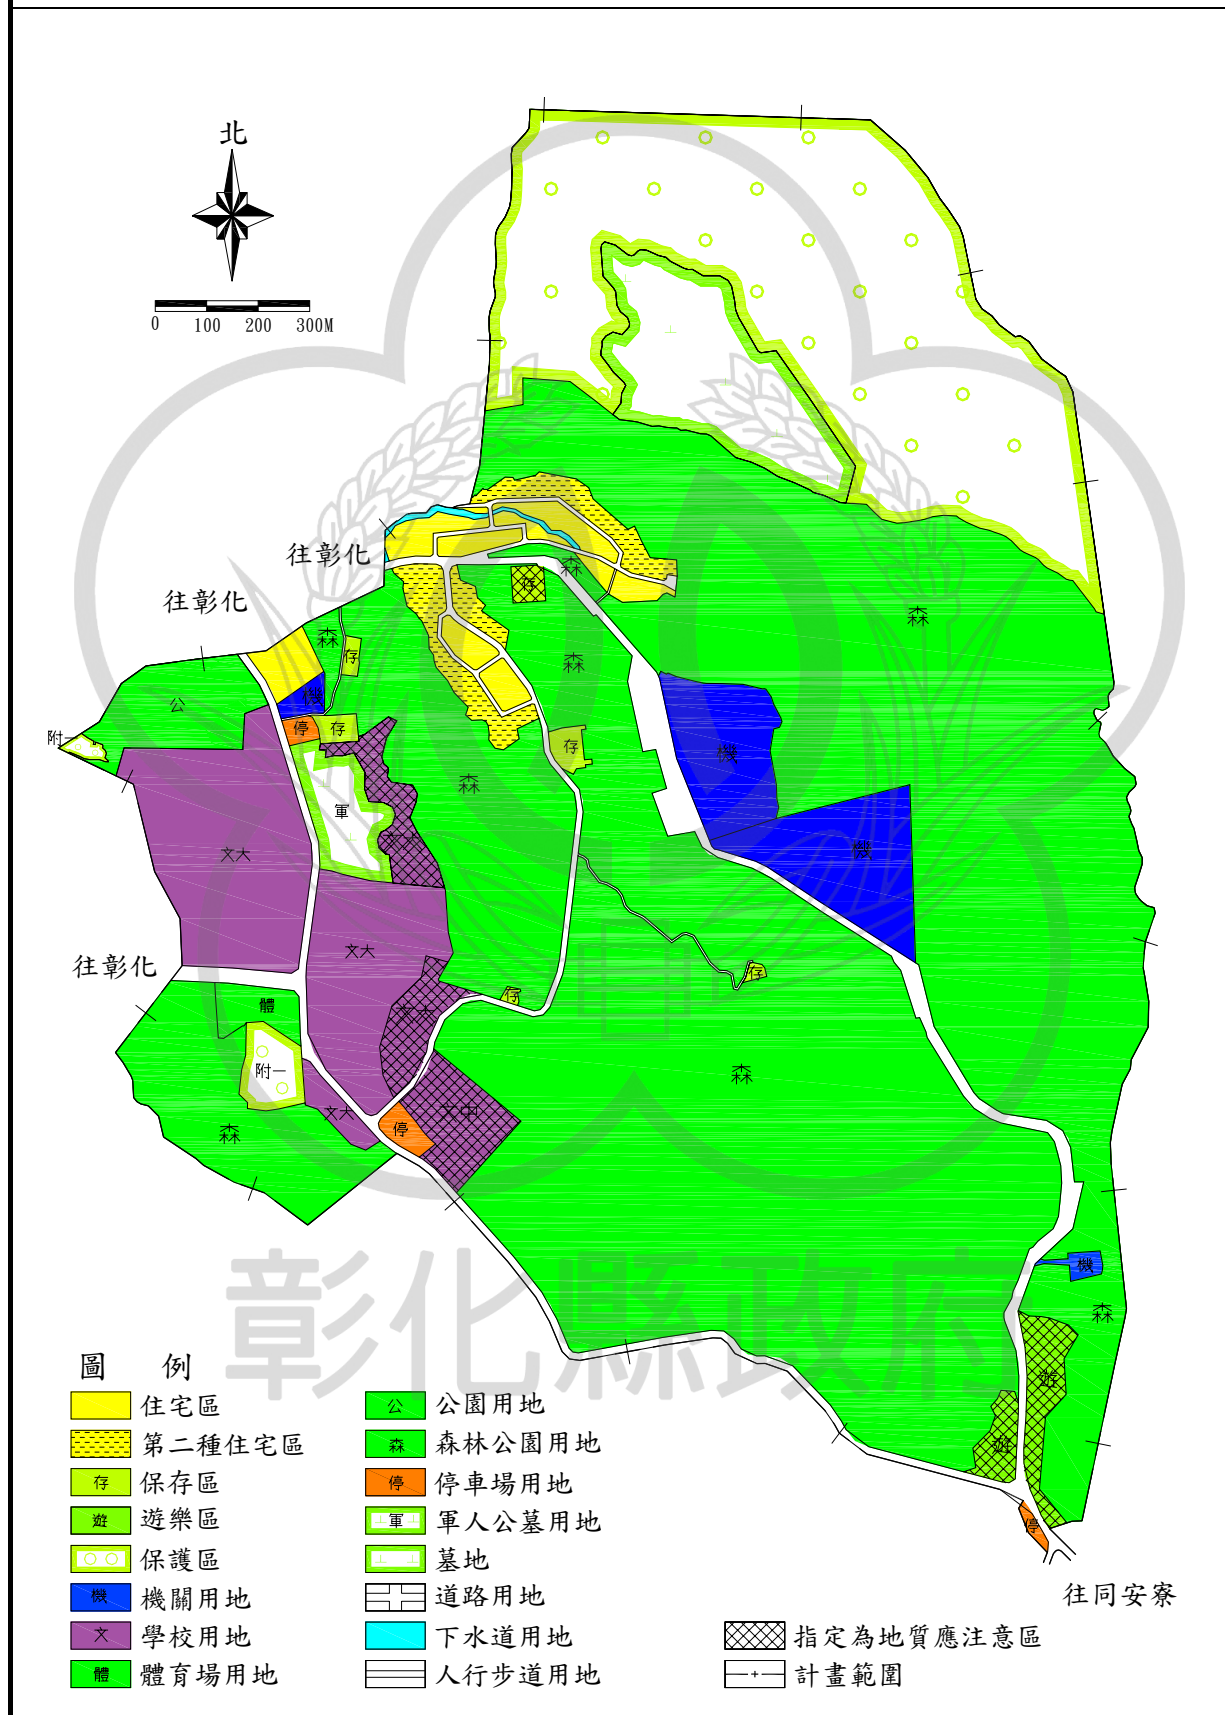 北
0 100 200 300M
往彰化
往彰化
森
存
森
森
森
存
公
機
附一
停
存
存
機
森
軍
文大
文大
機
文大
往彰化
存
存
體
文大
附一
森
文大
文中
停
森
機
森
遊
遊
停
往同安寮
彰化縣政府
圖 例
住宅區
公 公園用地
第二種住宅區
森 森林公園用地
存 保存區
停 停車場用地
遊 遊樂區
軍 軍人公墓用地
保護區
墓地
機 機關用地
道路用地
文 學校用地
下水道用地
指定為地質應注意區
體 體育場用地
人行步道用地
計畫範圍